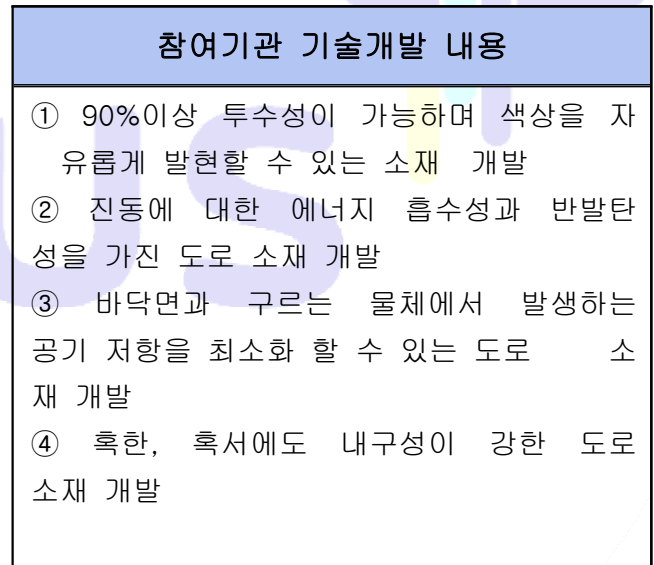 참여기관 기술개발 내용
① 90%이상 투수성이 가능하며 색상을 자
유롭게 발현할 수 있는 소재 개발
② 진동에 대한 에너지 흡수성과 반발탄
성을 가진 도로 소재 개발
③ 바닥면과 구르는 물체에서 발생하는
공기 저항을 최소화 할 수 있는 도로 소
재 개발
④ 혹한, 혹서에도 내구성이 강한 도로
소재 개발